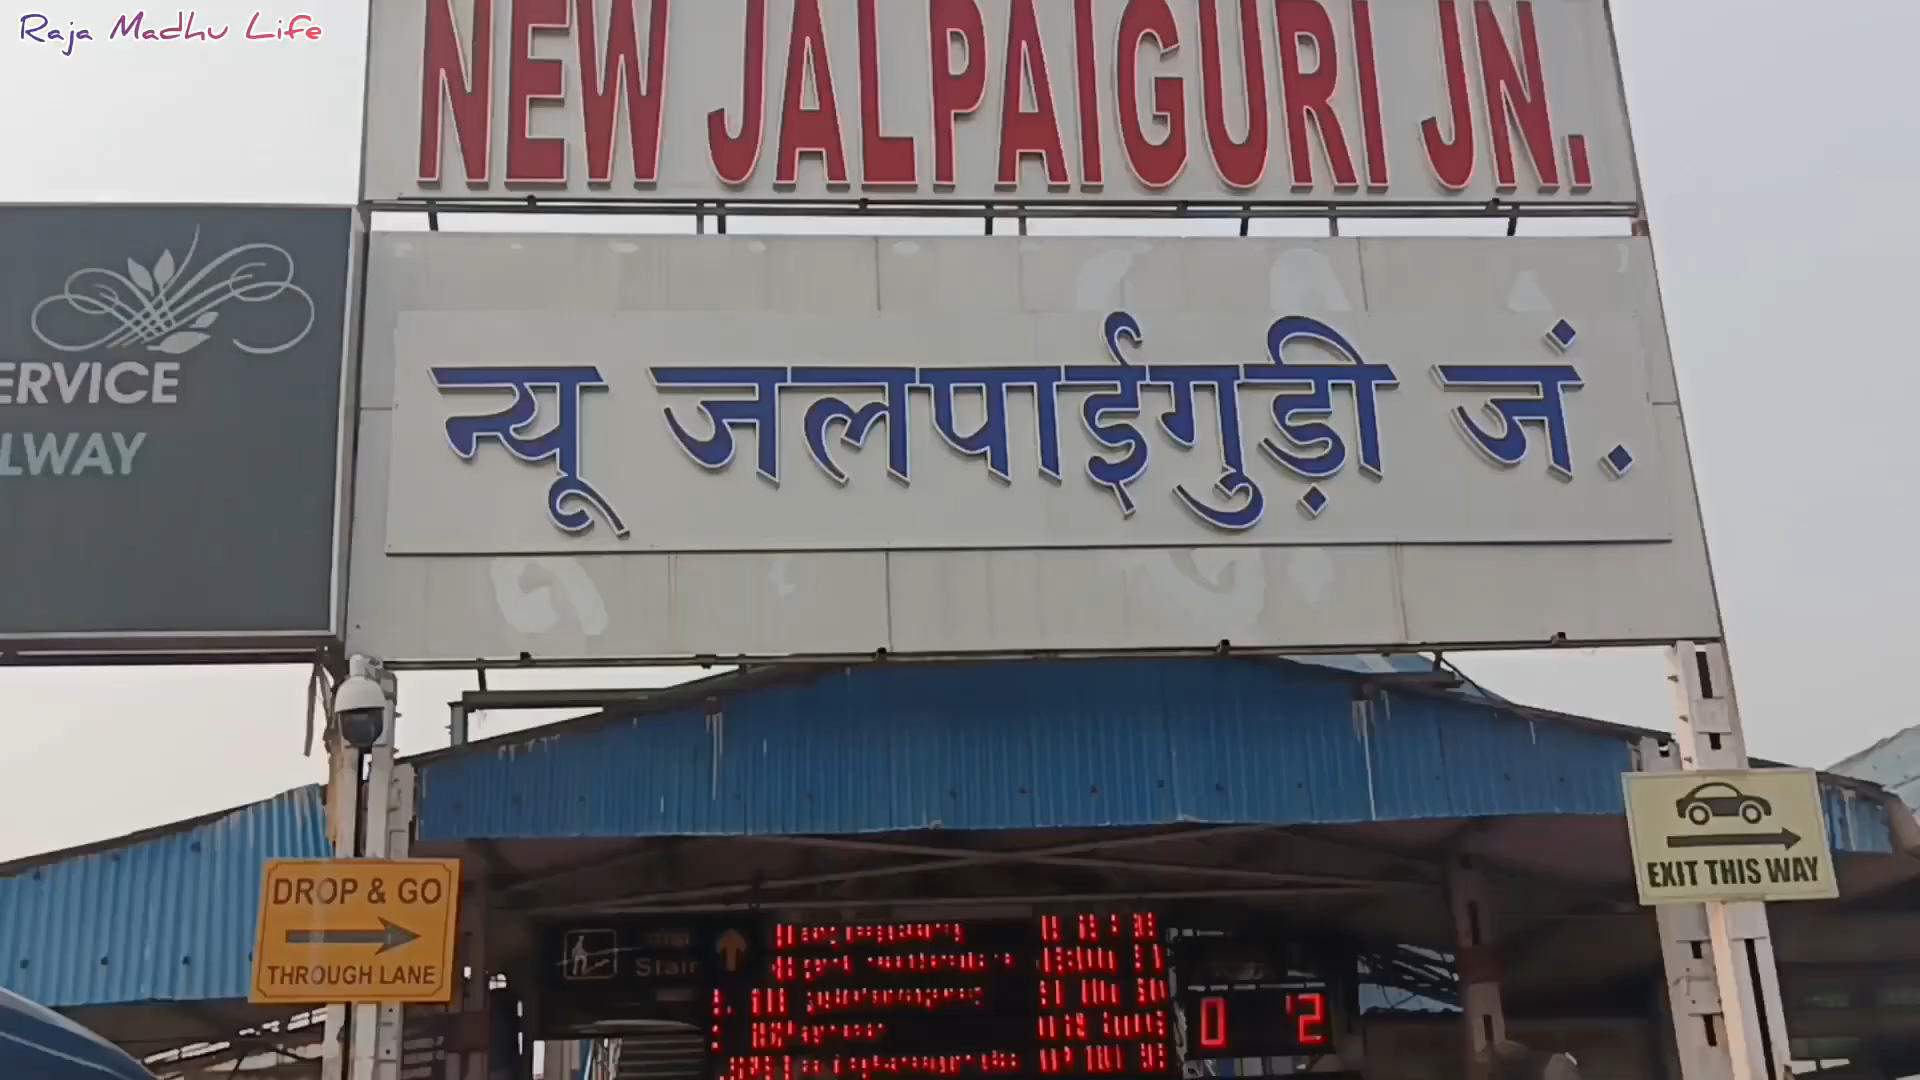 Raja Madhu Life
NEW JALPAIGURI JN.
ERVICE
LWAY
न्यू जलपाईगुड़ी जं.
DROP & GO
THROUGH LANE
EXIT THIS WAY
Stair
0 2